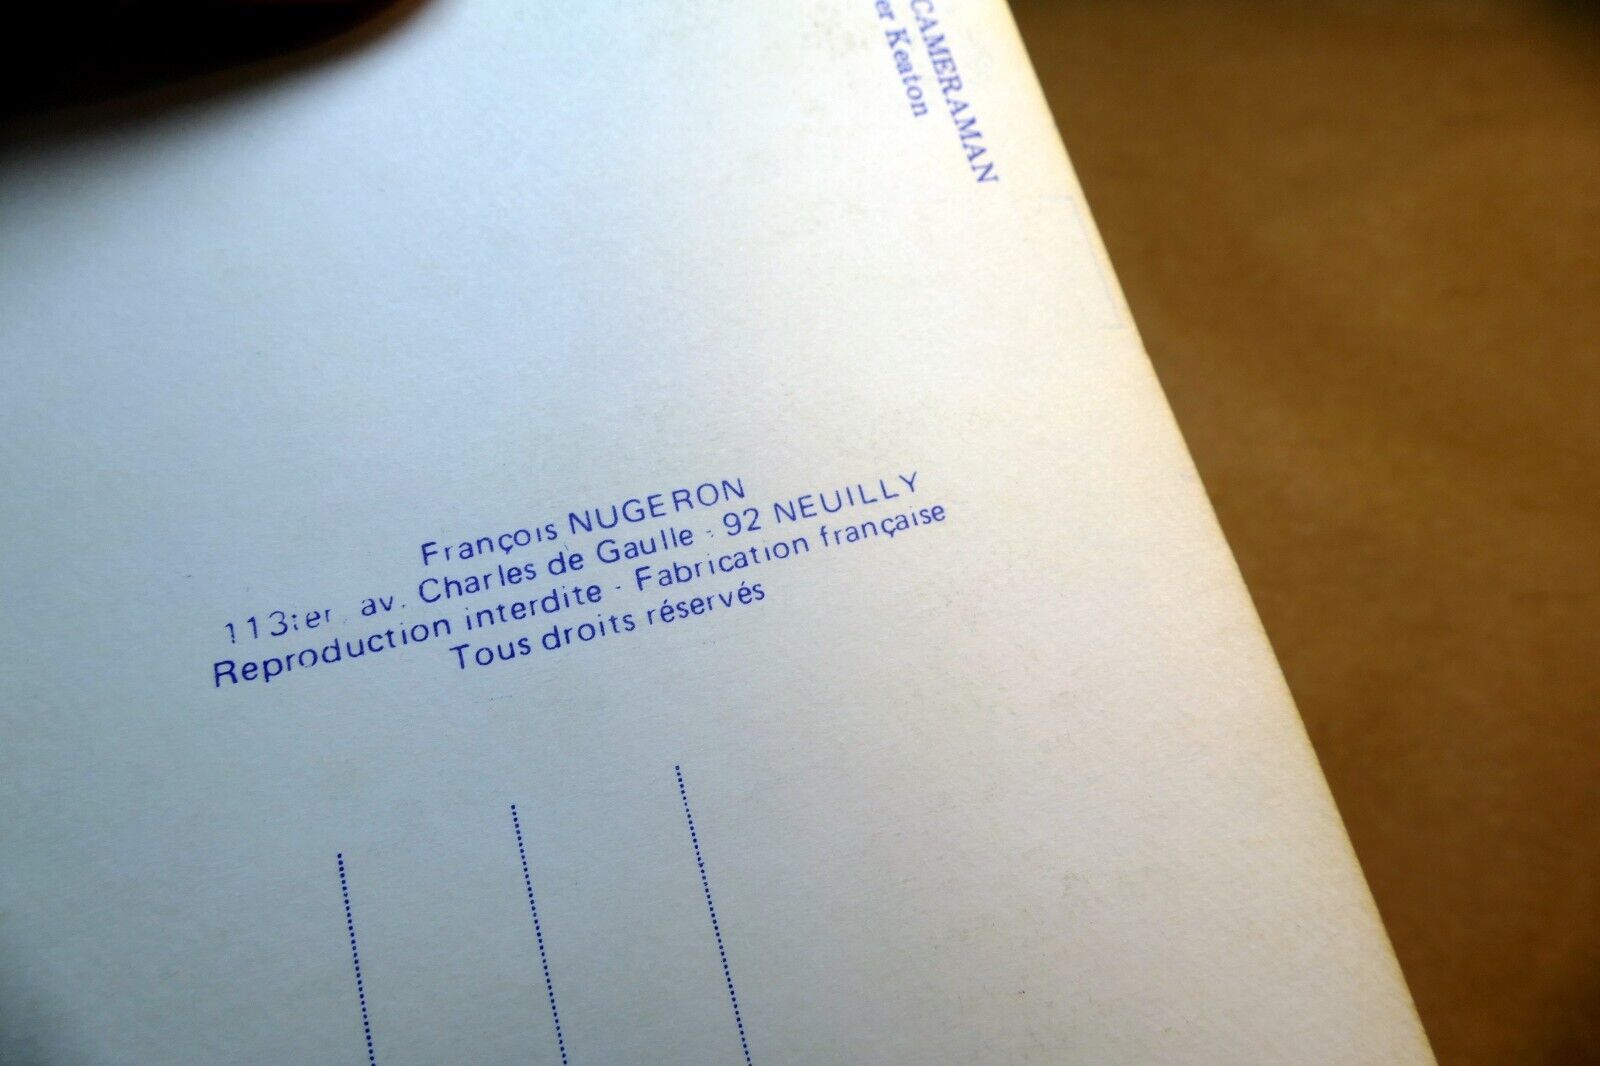 CAMERAMAN
er Keaton
François NUGERON
113ter, av. Charles de Gaulle - 92 NEUILLY
Reproduction interdite - Fabrication française
Tous droits réservés